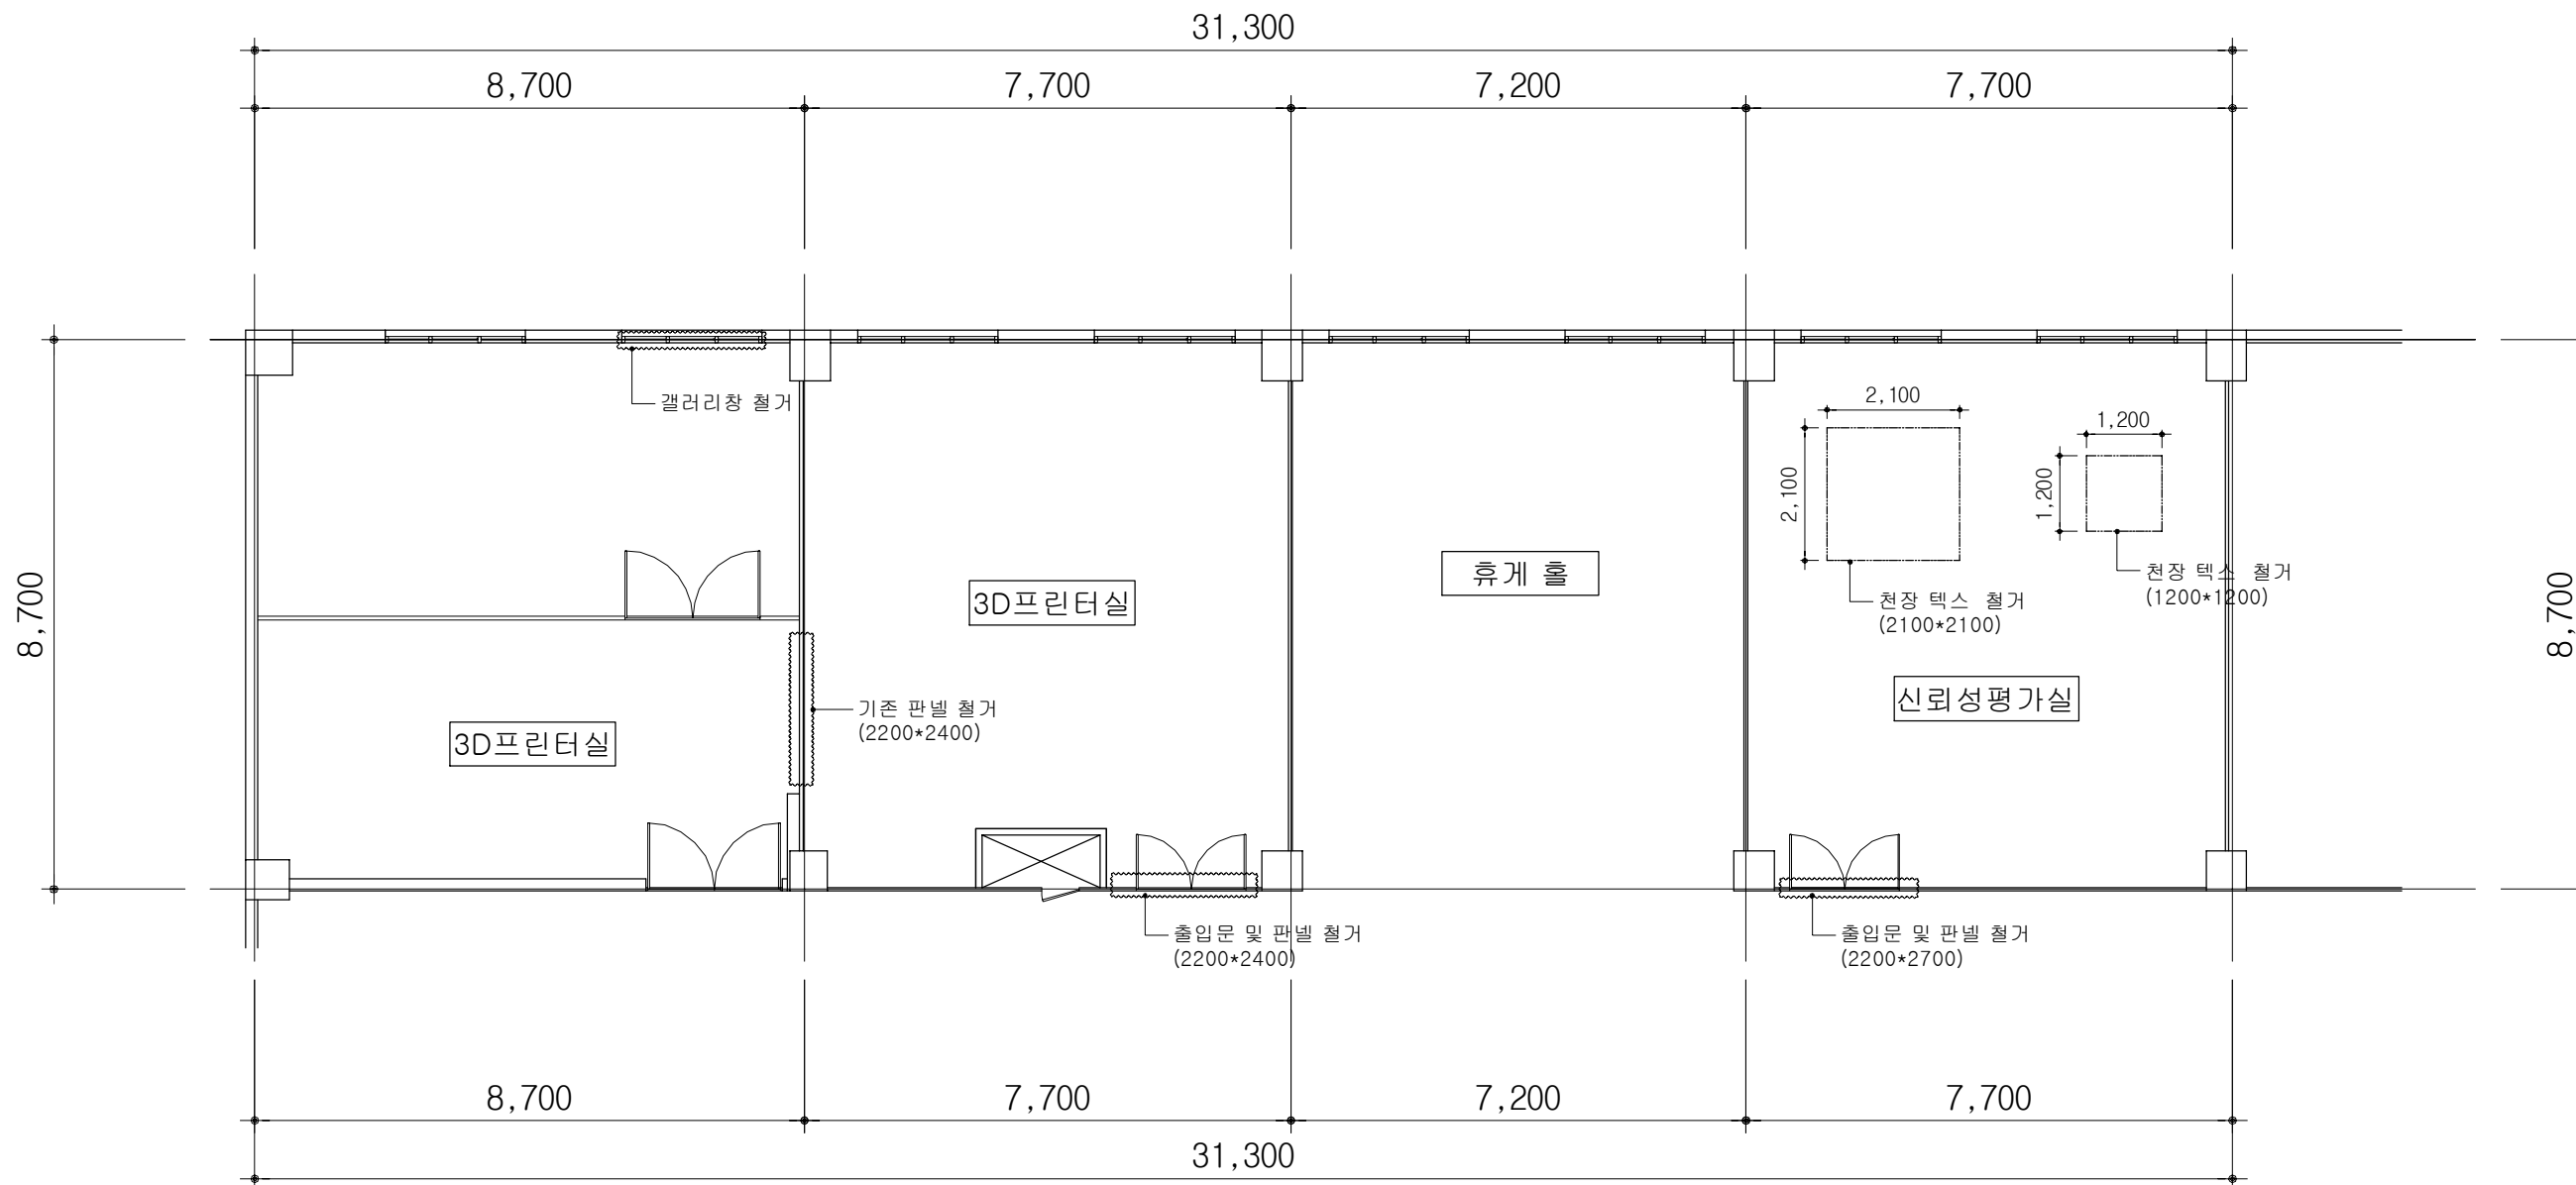 31,300
8,700
7,700
7,200
7,700
갤러리창 철거
2,100
1,200
2,100
1,200
8,700
8,700
3D프린터실
휴게 홀
천장 텍스 철거
(2100*2100)
천장 텍스 철거
(1200*1200)
기존 판넬 철거
(2200*2400)
3D프린터실
신뢰성평가실
출입문 및 판넬 철거
(2200*2400)
출입문 및 판넬 철거
(2200*2700)
8,700
7,700
7,200
7,700
31,300